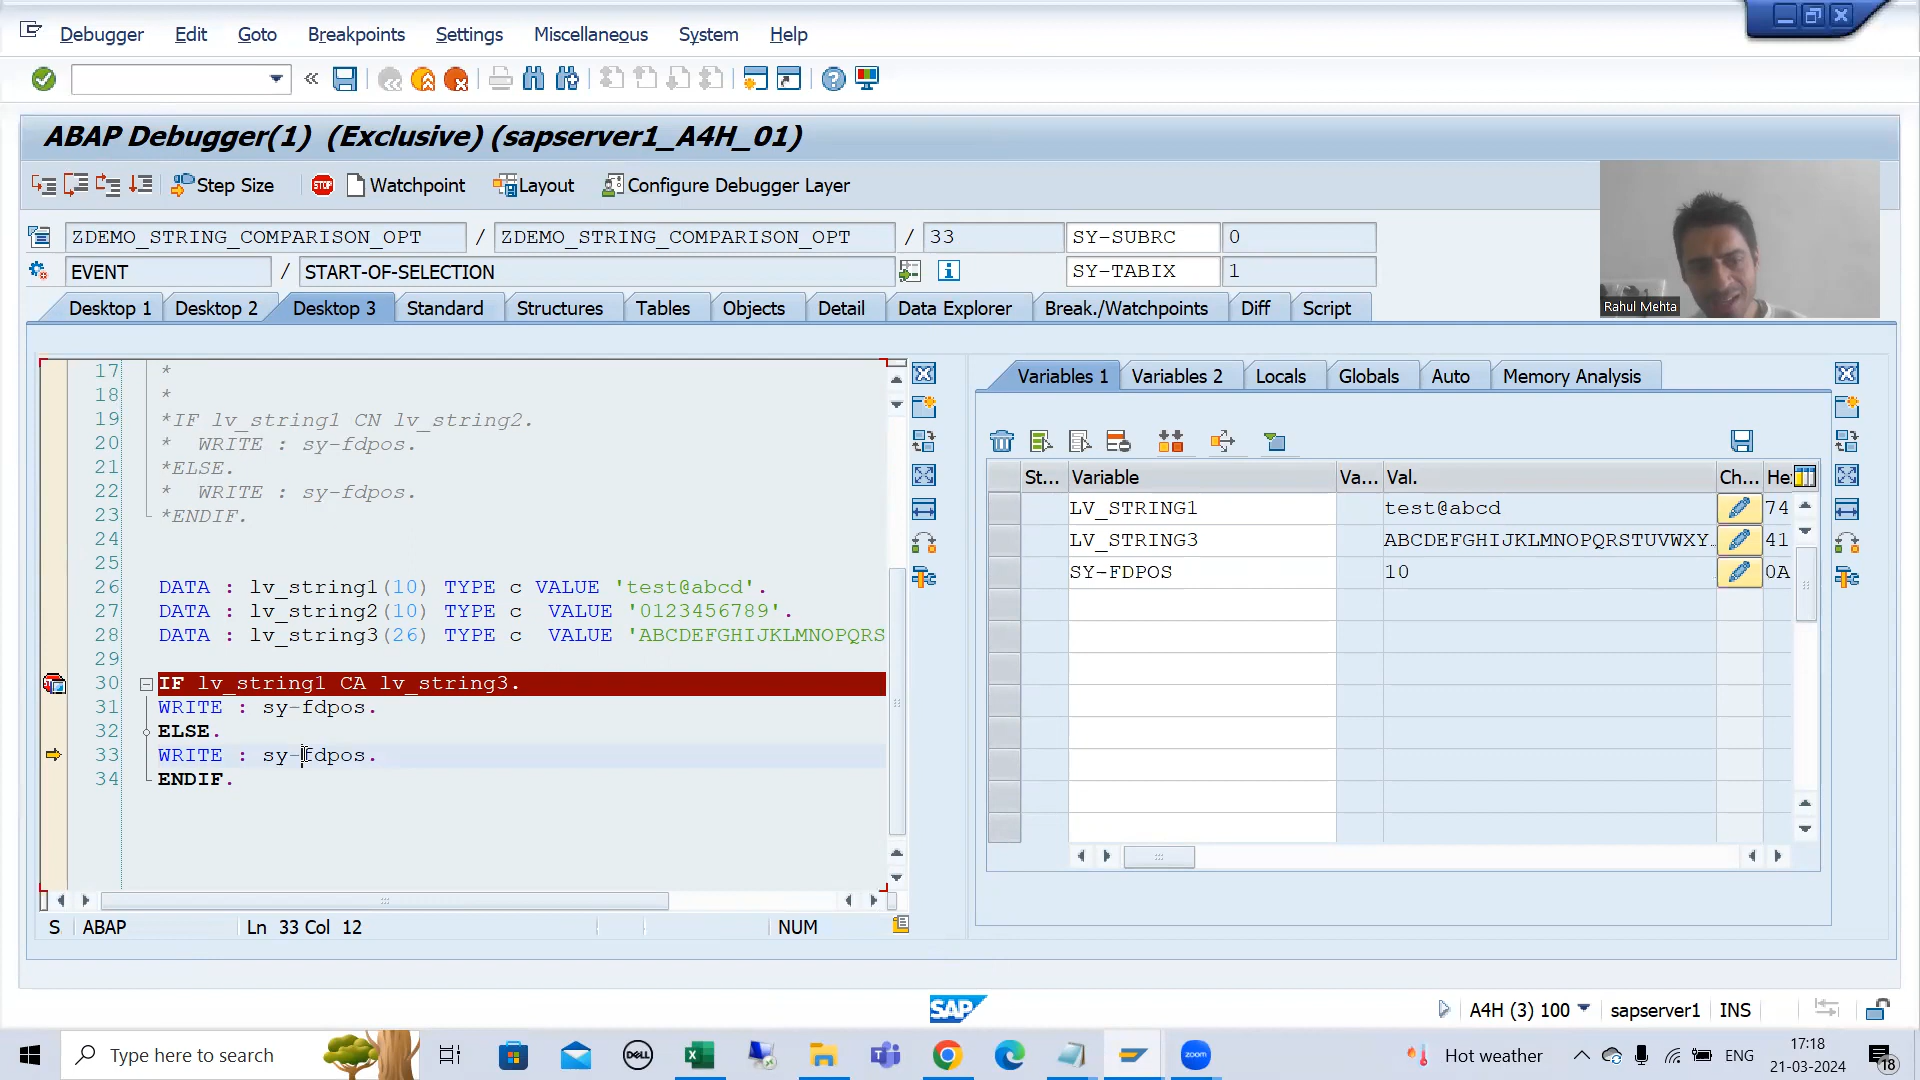 Debugger Edit Goto Breakpoints Settings Miscellaneous System Help
ABAP Debugger(1) (Exclusive) (sapserver1_A4H_01)
Step Size STOP Watchpoint Layout Configure Debugger Layer
ZDEMO_STRING_COMPARISON_OPT / ZDEMO_STRING_COMPARISON_OPT / 33 SY-SUBRC 0
EVENT / START-OF-SELECTION SY-TABIX 1
Rahul Mehta
Desktop 1 Desktop 2 Desktop 3 Standard Structures Tables Objects Detail Data Explorer Break./Watchpoints Diff Script
Variables 1 Variables 2 Locals Globals Auto Memory Analysis
17 *
18 *
19 *IF lv_string1 CN lv_string2.
20 * WRITE : sy-fdpos.
21 *ELSE.
22 * WRITE : sy-fdpos.
23 *ENDIF.
24
25
26 DATA : lv_string1(10) TYPE c VALUE 'test@abcd'.
27 DATA : lv_string2(10) TYPE c VALUE '0123456789'.
28 DATA : lv_string3(26) TYPE c VALUE 'ABCDEFGHIJKLMNOPQRS
29
30 IF lv_string1 CA lv_string3.
31 WRITE : sy-fdpos.
32 ELSE.
33 WRITE : sy-fdpos.
34 ENDIF.
St... Variable Va... Val. Ch... He
LV_STRING1 test@abcd 74
LV_STRING3 ABCDEFGHIJKLMNOPQRSTUVWXY... 41
SY-FDPOS 10 0A
S ABAP Ln 33 Col 12 NUM
SAP
A4H (3) 100 sapserver1 INS
Type here to search DELL zoom Hot weather ENG 17:18
21-03-2024 18